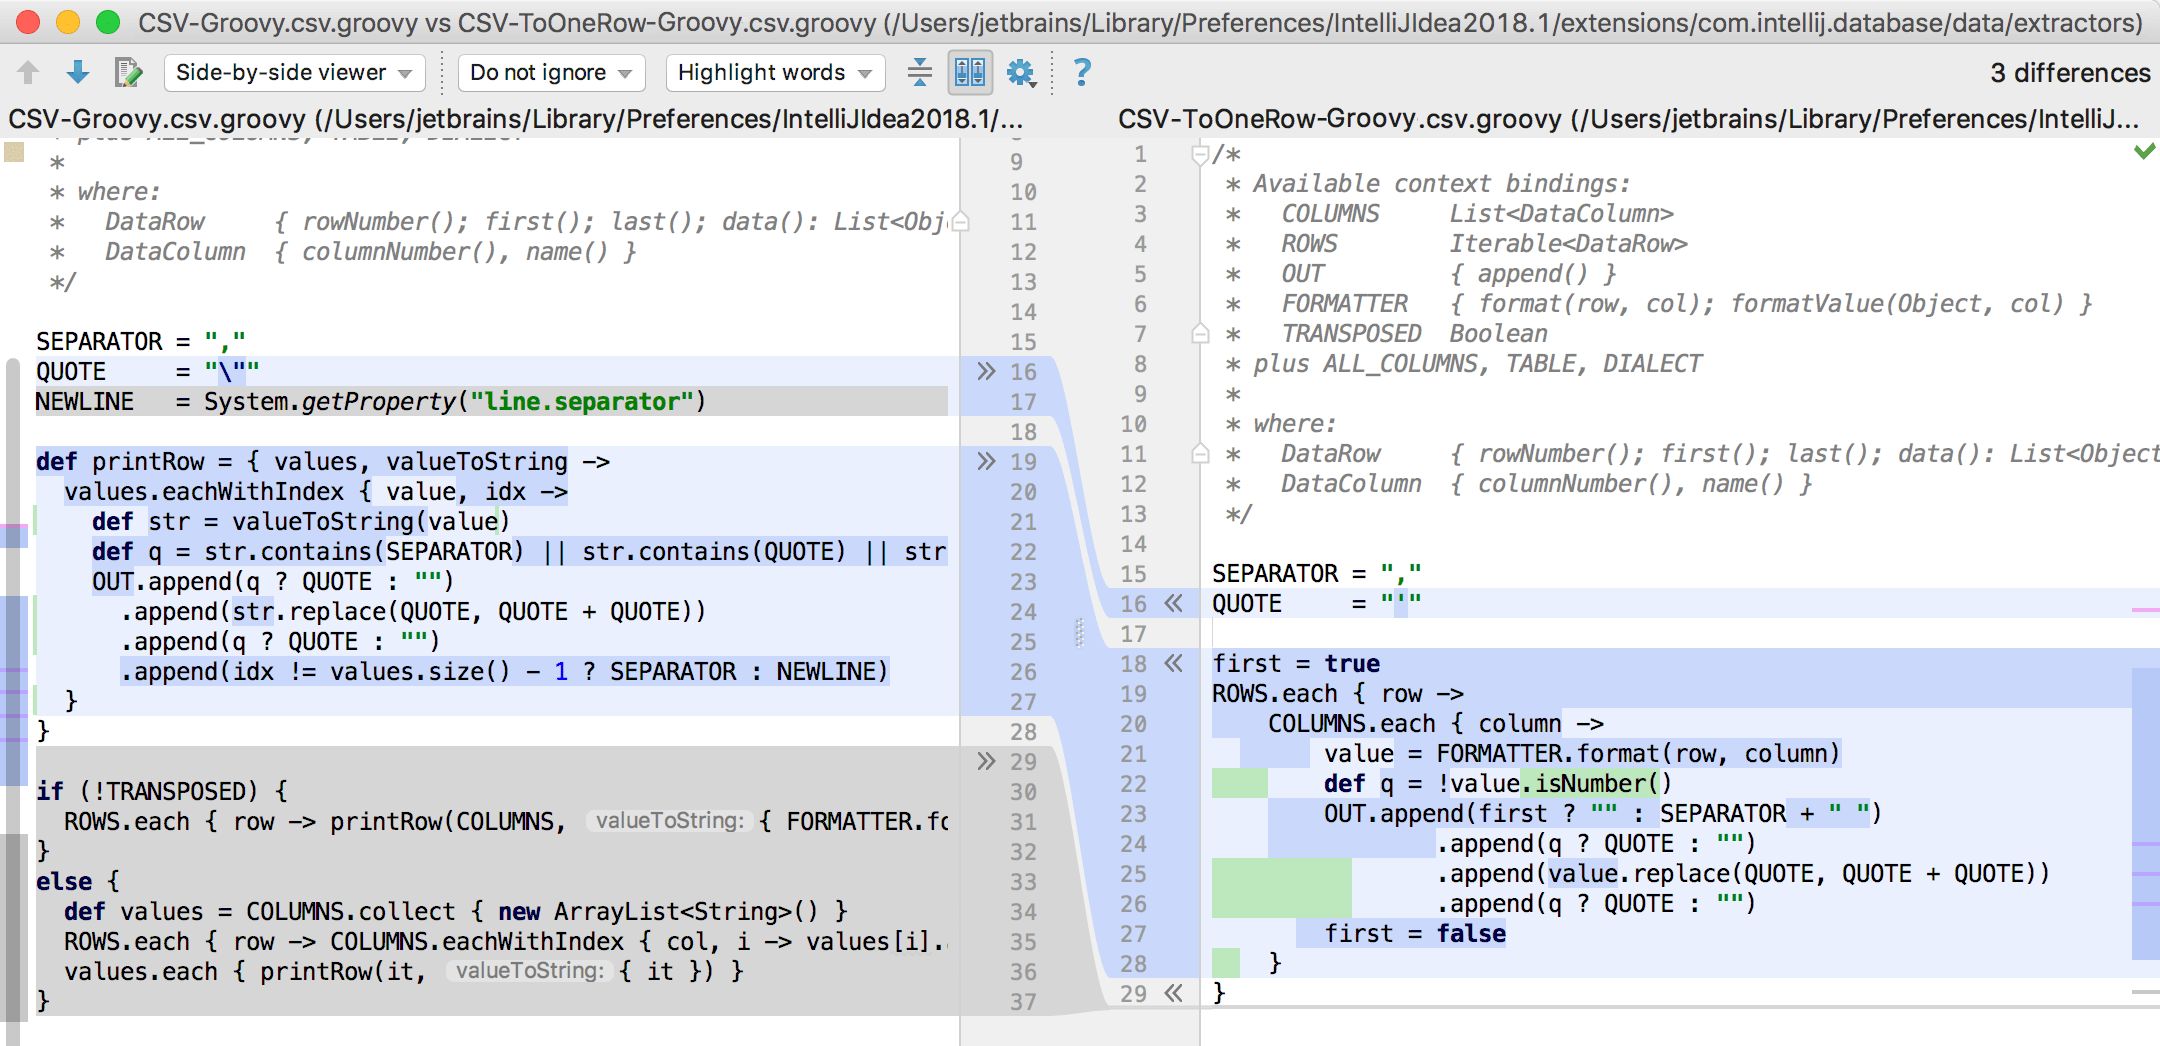 CSV-Groovy.csv.groovy vs CSV-ToOneRow-Groovy.csv.groovy (/Users/jetbrains/Library/Preferences/IntelliJIdea2018.1/extensions/com.intellij.database/data/extractors)
Side-by-side viewer
Do not ignore
Highlight words
?
3 differences
CSV-Groovy.csv.groovy (/Users/jetbrains/Library/Preferences/IntelliJIdea2018.1/...
* plus ALL_COLUMNS, TABLE, DIALECT
9 *
10 * where:
11 *   DataRow     { rowNumber(); first(); last(); data(): List<Obj
12 *   DataColumn  { columnNumber(), name() }
13 */
14
15 SEPARATOR = ","
16 QUOTE     = "\""
17 NEWLINE   = System.getProperty("line.separator")
18
19 def printRow = { values, valueToString ->
20   values.eachWithIndex { value, idx ->
21     def str = valueToString(value)
22     def q = str.contains(SEPARATOR) || str.contains(QUOTE) || str
23     OUT.append(q ? QUOTE : "")
24       .append(str.replace(QUOTE, QUOTE + QUOTE))
25       .append(q ? QUOTE : "")
26       .append(idx != values.size() - 1 ? SEPARATOR : NEWLINE)
27   }
28 }
29
30 if (!TRANSPOSED) {
31   ROWS.each { row -> printRow(COLUMNS, valueToString: { FORMATTER.fo
32 }
33 else {
34   def values = COLUMNS.collect { new ArrayList<String>() }
35   ROWS.each { row -> COLUMNS.eachWithIndex { col, i -> values[i].
36   values.each { printRow(it, valueToString: { it }) }
37 }
CSV-ToOneRow-Groovy.csv.groovy (/Users/jetbrains/Library/Preferences/IntelliJ...
1 /*
2 * Available context bindings:
3 *   COLUMNS     List<DataColumn>
4 *   ROWS        Iterable<DataRow>
5 *   OUT         { append() }
6 *   FORMATTER   { format(row, col); formatValue(Object, col) }
7 *   TRANSPOSED  Boolean
8 * plus ALL_COLUMNS, TABLE, DIALECT
9 *
10 * where:
11 *   DataRow     { rowNumber(); first(); last(); data(): List<Object
12 *   DataColumn  { columnNumber(), name() }
13 */
14
15 SEPARATOR = ","
16 QUOTE     = "'"
17
18 first = true
19 ROWS.each { row ->
20     COLUMNS.each { column ->
21         value = FORMATTER.format(row, column)
22         def q = !value.isNumber()
23         OUT.append(first ? "" : SEPARATOR + " ")
24                 .append(q ? QUOTE : "")
25                 .append(value.replace(QUOTE, QUOTE + QUOTE))
26                 .append(q ? QUOTE : "")
27         first = false
28     }
29 }